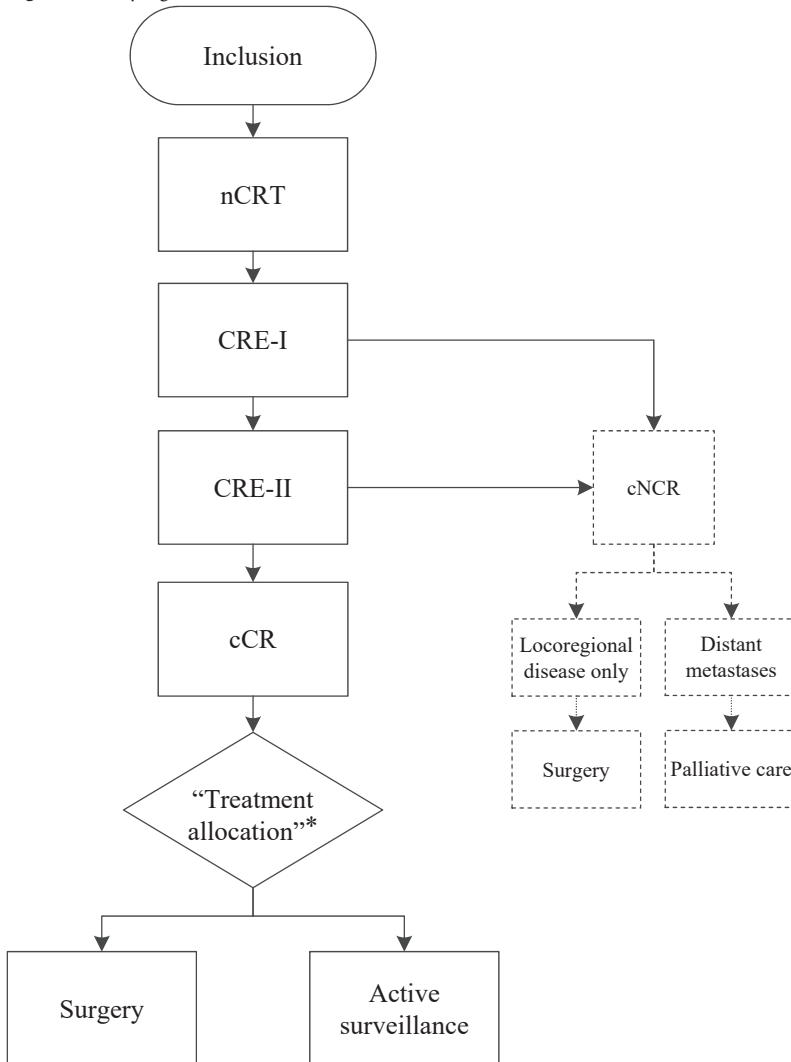 Inclusion
nCRT
CRE-I
CRE-II
cNCR
cCR
Locoregional
disease only
Distant
metastases
Surgery
Palliative care
“Treatment
allocation”*
Surgery
Active
surveillance